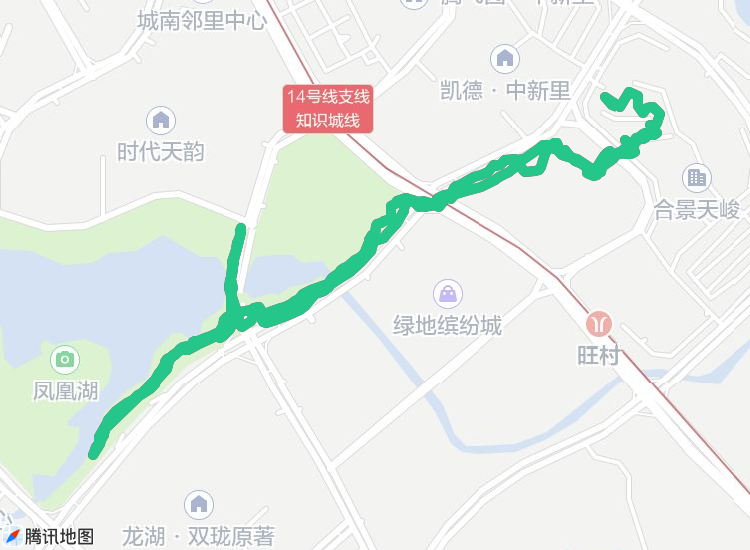 城南邻里中心
14号线支线
知识城线
凯德·中新里
时代天韵
合景天峻
绿地缤纷城
旺村
凤凰湖
龙湖·双珑原著
腾讯地图